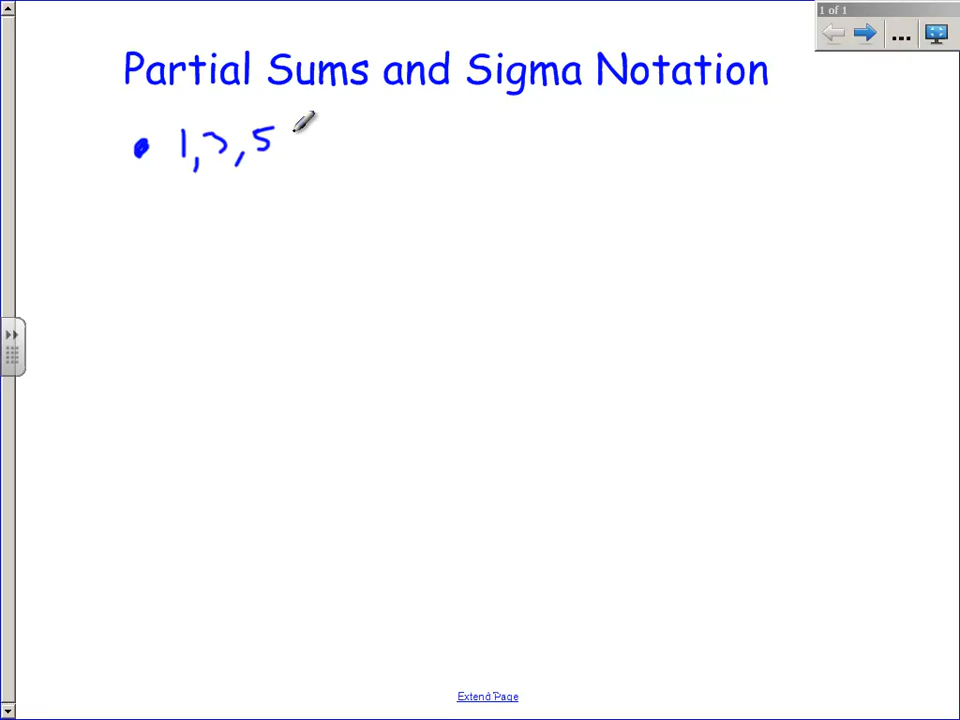 1 of 1
...
Partial Sums and Sigma Notation
• 1, 3, 5
Extend Page